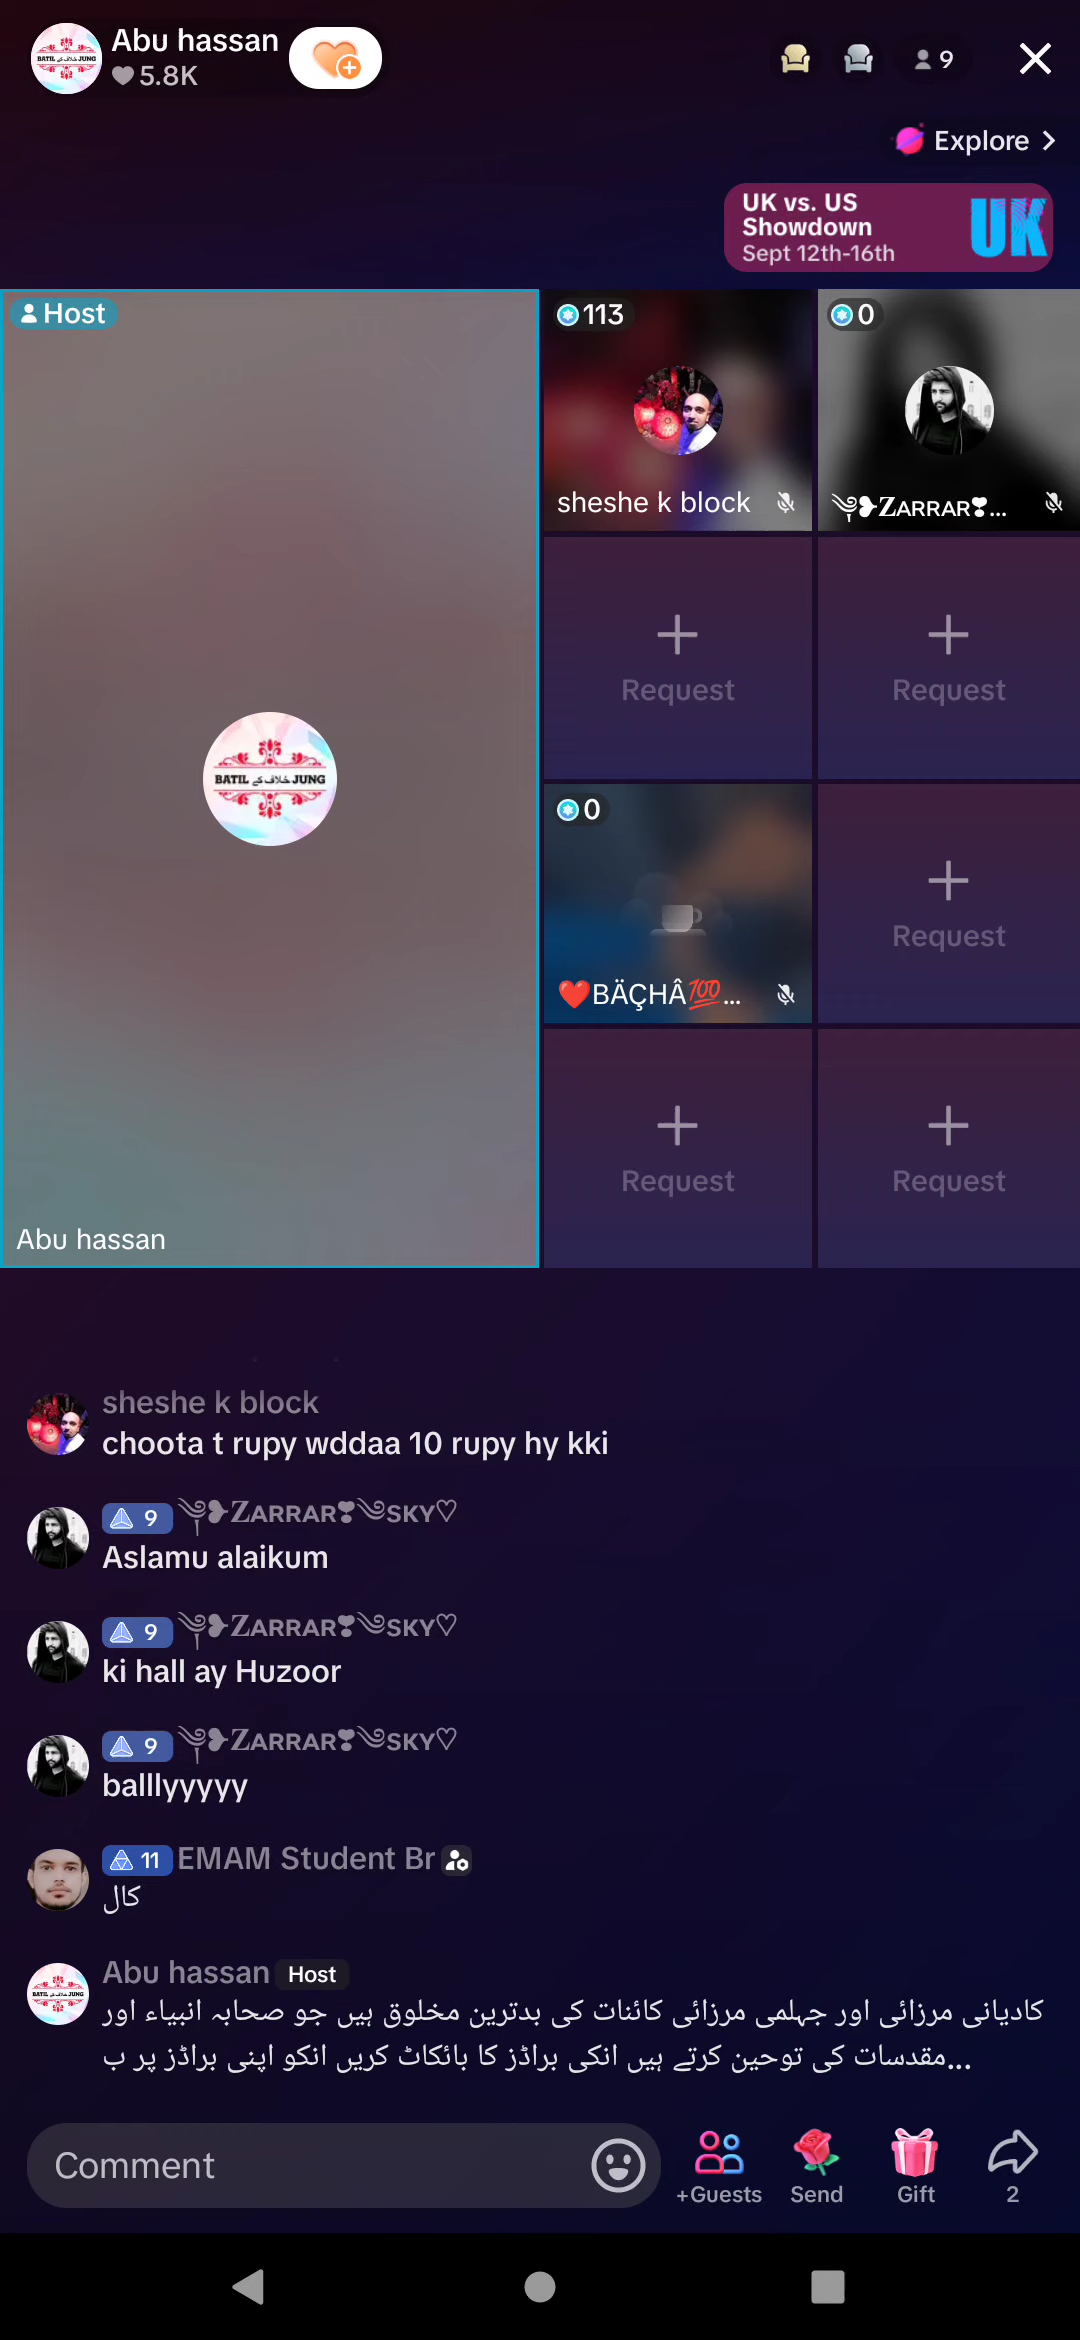 Abu hassan
5.8K
9
Explore
UK vs. US
Showdown
Sept 12th-16th
UK
Host
BATIL کے خلاف JUNG
Abu hassan
113
sheshe k block
0
༆❥ZARRAR❣...
Request
Request
0
❤️BÄÇHÂ💯...
Request
Request
Request
sheshe k block
choota t rupy wddaa 10 rupy hy kki
9 ༆❥ZARRAR❣༄SKY♡
Aslamu alaikum
9 ༆❥ZARRAR❣༄SKY♡
ki hall ay Huzoor
9 ༆❥ZARRAR❣༄SKY♡
balllyyyyy
11 EMAM Student Br
کال
Abu hassan Host
کادیانی مرزائی اور جہلمی مرزائی کائنات کی بدترین مخلوق ہیں جو صحابہ انبیاء اور
مقدسات کی توحین کرتے ہیں انکی براڈز کا بائکاٹ کریں انکو اپنی براڈز پر ب...
Comment
+Guests
Send
Gift
2